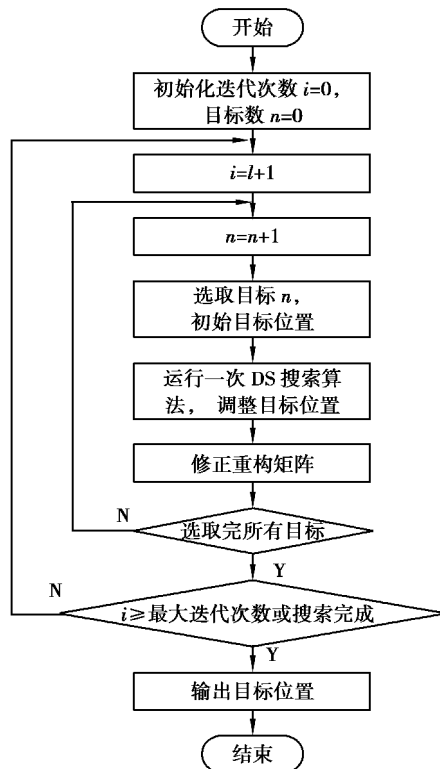 开始
初始化迭代次数 i=0,
目标数 n=0
i=l+1
n=n+1
选取目标 n,
初始目标位置
运行一次 DS 搜索算
法, 调整目标位置
修正重构矩阵
N
选取完所有目标
Y
N
i≥最大迭代次数或搜索完成
Y
输出目标位置
结束